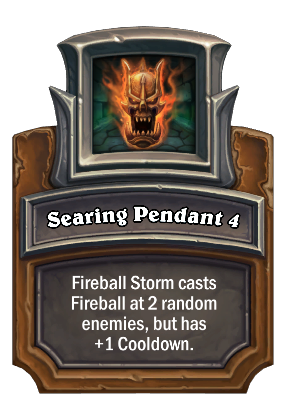 Searing Pendant 4
Fireball Storm casts
Fireball at 2 random
enemies, but has
+1 Cooldown.